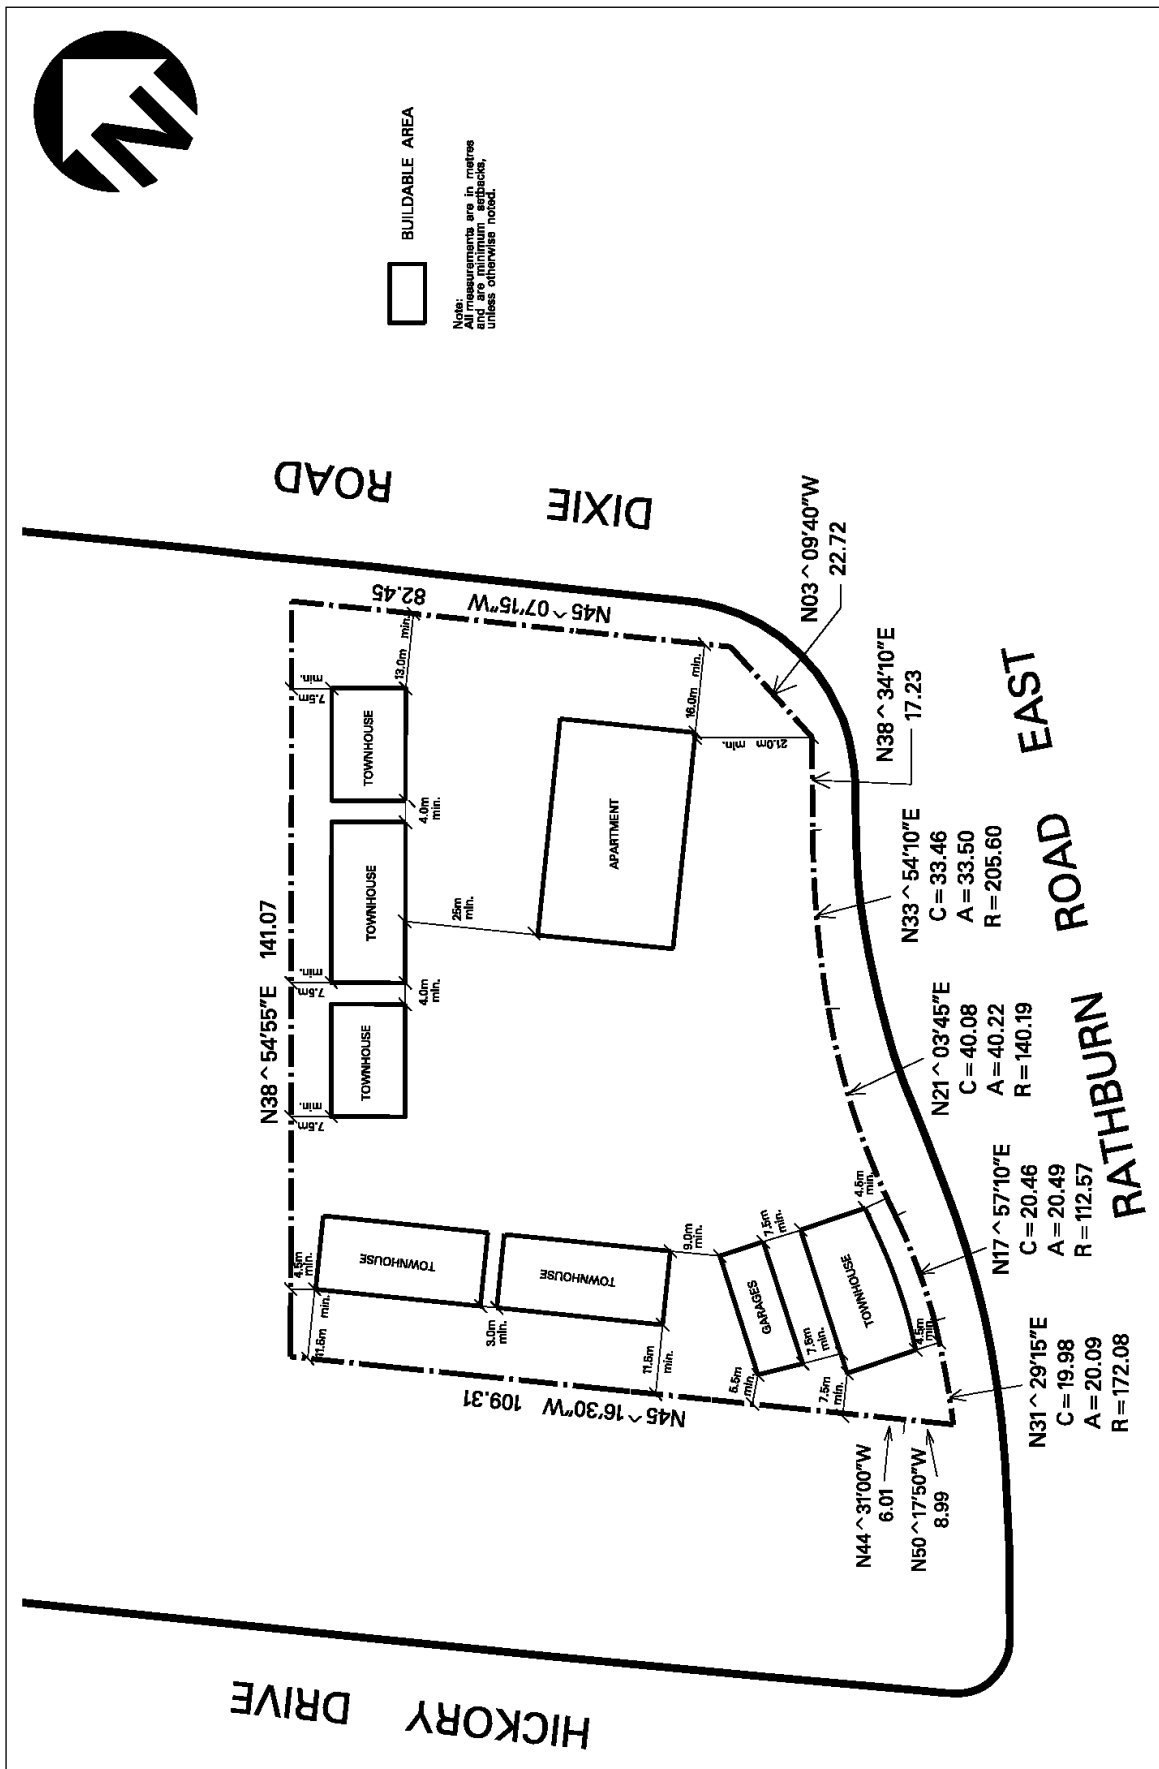 N
BUILDABLE AREA
Note:
All measurements are in metres
and are minimum setbacks,
unless otherwise noted.
DIXIE ROAD
N45^07'15"W 82.45
N03^09'40"W
22.72
N38^34'10"E
17.23
N33^54'10"E
C=33.46
A=33.50
R=205.60
N21^03'45"E
C=40.08
A=40.22
R=140.19
N17^57'10"E
C=20.46
A=20.49
R=112.57
N31^29'15"E
C=19.98
A=20.09
R=172.08
RATHBURN ROAD EAST
N38^54'55"E 141.07
7.5m min.
13.0m min.
TOWNHOUSE
4.0m
min.
TOWNHOUSE
7.5m min.
4.0m
min.
TOWNHOUSE
7.5m min.
25m
min.
APARTMENT
16.0m min.
21.0m min.
4.5m
min.
11.5m min.
TOWNHOUSE
3.0m
min.
TOWNHOUSE
11.5m
min.
9.0m
min.
7.5m
min.
4.5m
min.
GARAGES
TOWNHOUSE
5.5m
min.
7.5m
min.
7.5m
min.
4.5m
min.
N45^16'30"W 109.31
N44^31'00"W
6.01
N50^17'50"W
8.99
HICKORY DRIVE